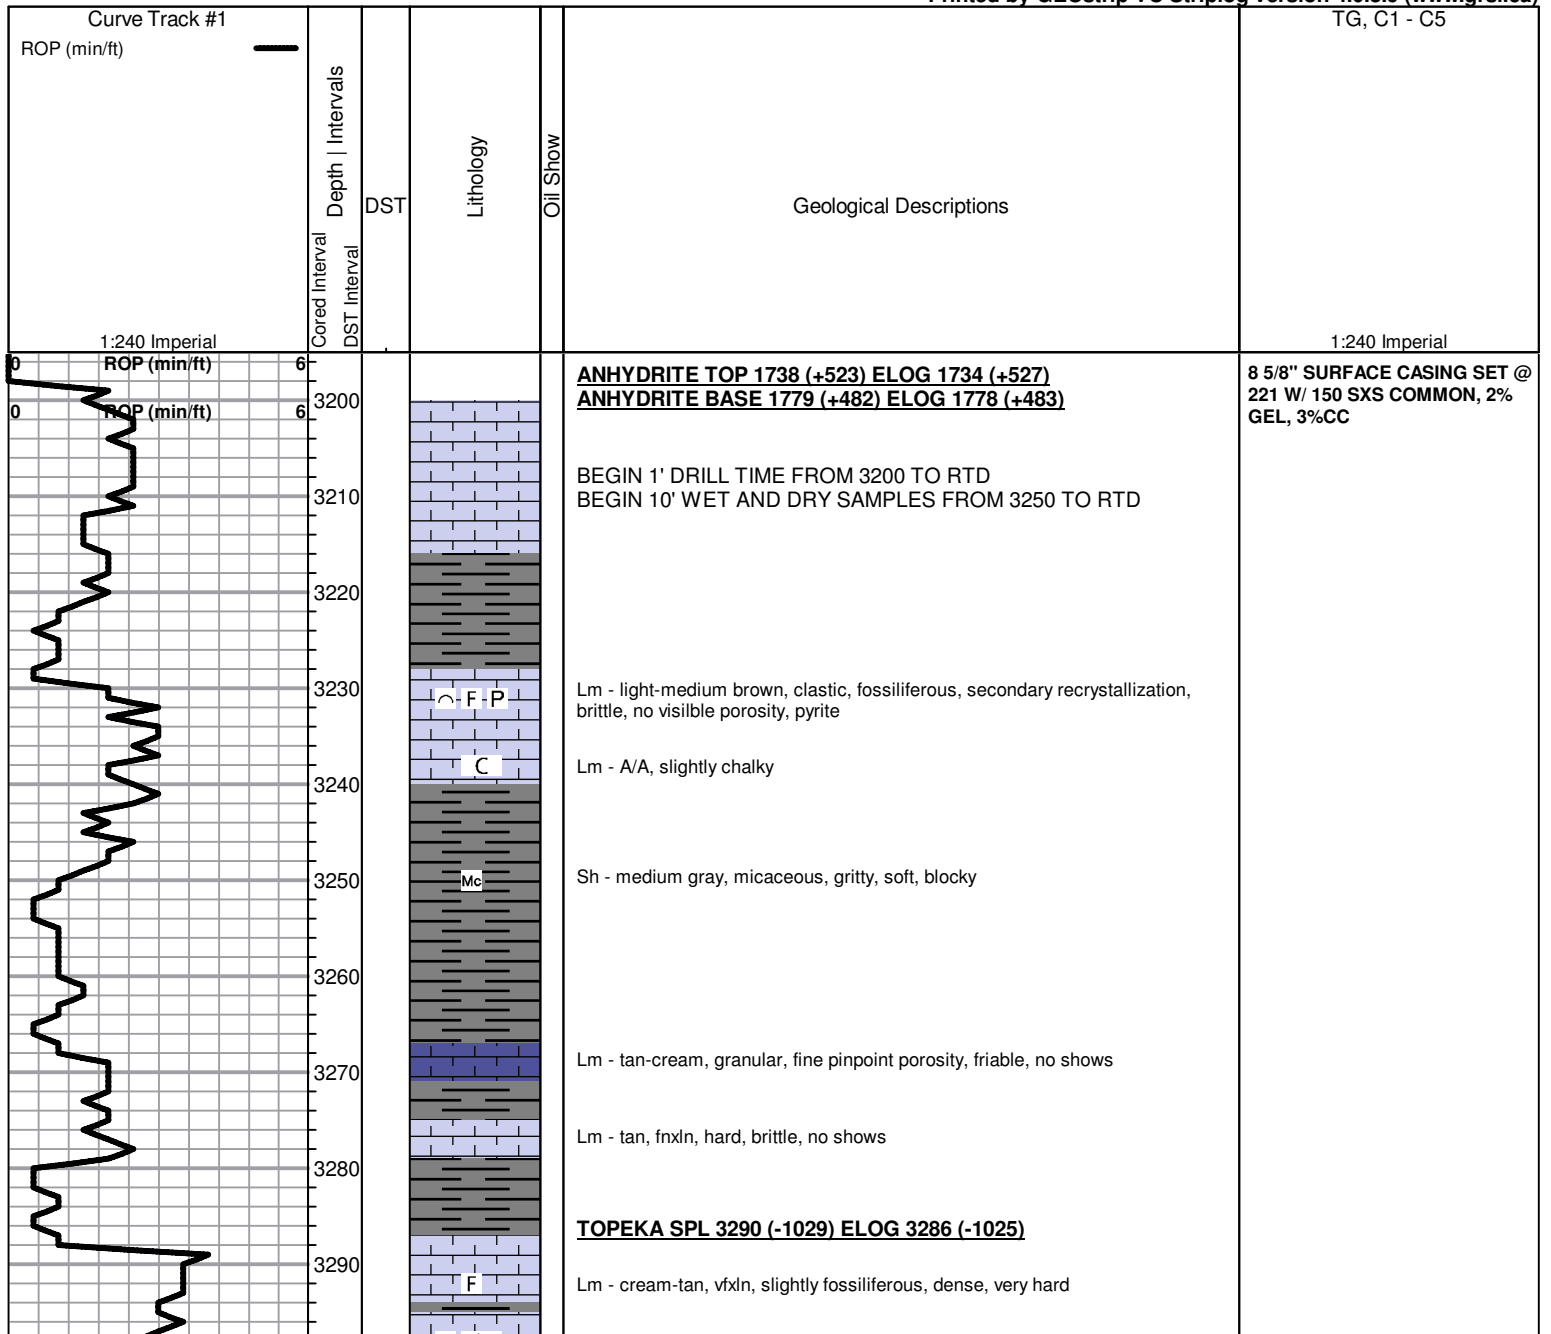 Curve Track #1
ROP (min/ft)
1:240 Imperial
Depth | Intervals
Cored Interval
DST Interval
DST
Lithology
Oil Show
Geological Descriptions
TG, C1 - C5
1:240 Imperial
0 ROP (min/ft) 6
0 ROP (min/ft) 6
3200
3210
3220
3230
3240
3250
3260
3270
3280
3290
F P
C
Mc
F
ANHYDRITE TOP 1738 (+523) ELOG 1734 (+527)
ANHYDRITE BASE 1779 (+482) ELOG 1778 (+483)
BEGIN 1' DRILL TIME FROM 3200 TO RTD
BEGIN 10' WET AND DRY SAMPLES FROM 3250 TO RTD
Lm - light-medium brown, clastic, fossiliferous, secondary recrystallization,
brittle, no visilble porosity, pyrite
Lm - A/A, slightly chalky
Sh - medium gray, micaceous, gritty, soft, blocky
Lm - tan-cream, granular, fine pinpoint porosity, friable, no shows
Lm - tan, fnxln, hard, brittle, no shows
TOPEKA SPL 3290 (-1029) ELOG 3286 (-1025)
Lm - cream-tan, vfxln, slightly fossiliferous, dense, very hard
8 5/8" SURFACE CASING SET @
221 W/ 150 SXS COMMON, 2%
GEL, 3%CC